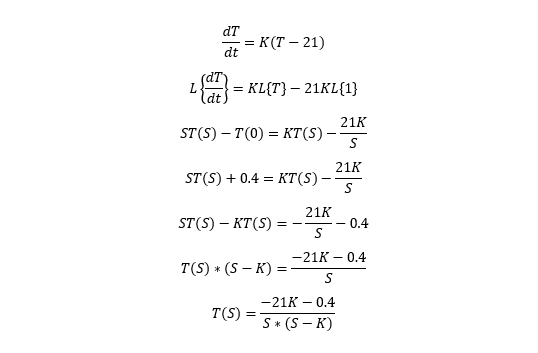 dT/dt = K(T − 21)
L{dT/dt} = KL{T} − 21KL{1}
ST(S) − T(0) = KT(S) − 21K/S
ST(S) + 0.4 = KT(S) − 21K/S
ST(S) − KT(S) = − 21K/S − 0.4
T(S) * (S − K) = (−21K − 0.4)/S
T(S) = (−21K − 0.4)/(S * (S − K))